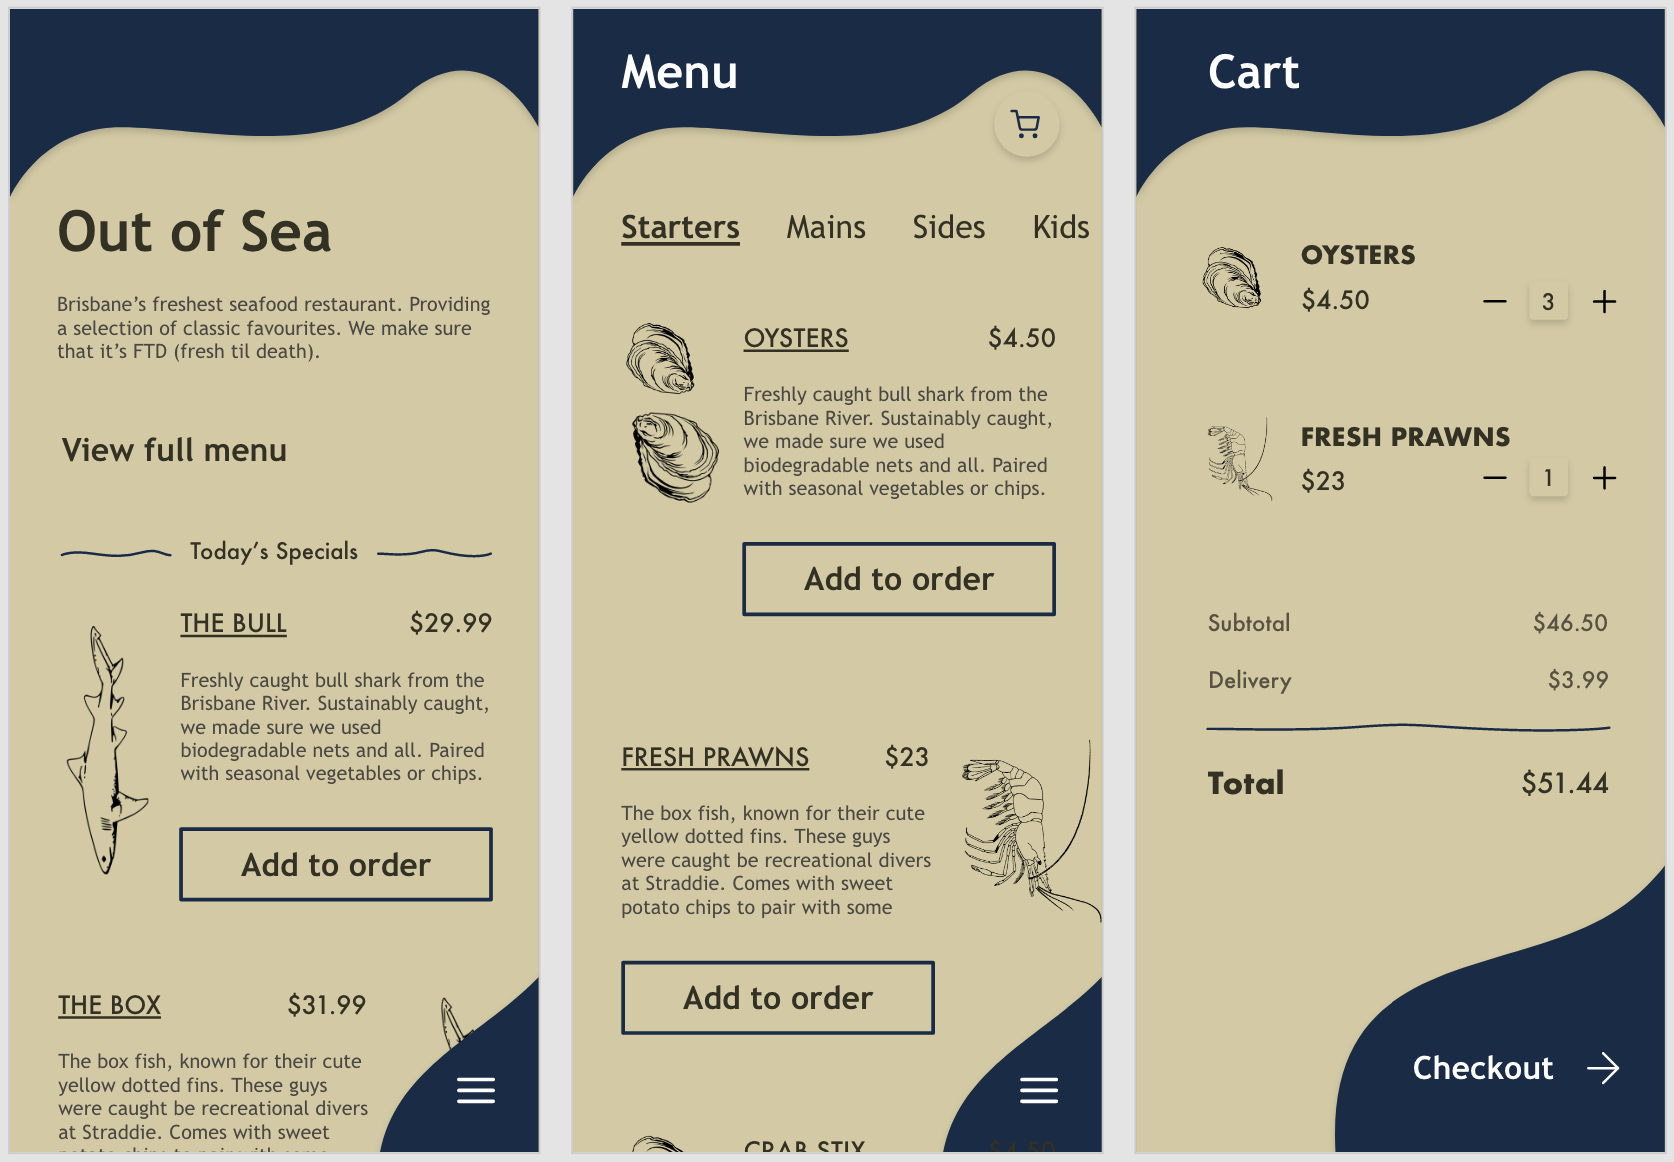 Out of Sea
Brisbane’s freshest seafood restaurant. Providing
a selection of classic favourites. We make sure
that it’s FTD (fresh til death).
View full menu
Today’s Specials
THE BULL $29.99
Freshly caught bull shark from the
Brisbane River. Sustainably caught,
we made sure we used
biodegradable nets and all. Paired
with seasonal vegetables or chips.
Add to order
THE BOX $31.99
The box fish, known for their cute
yellow dotted fins. These guys
were caught be recreational divers
at Straddie. Comes with sweet
Menu
Starters Mains Sides Kids
OYSTERS $4.50
Freshly caught bull shark from the
Brisbane River. Sustainably caught,
we made sure we used
biodegradable nets and all. Paired
with seasonal vegetables or chips.
Add to order
FRESH PRAWNS $23
The box fish, known for their cute
yellow dotted fins. These guys
were caught be recreational divers
at Straddie. Comes with sweet
potato chips to pair with some
Add to order
CRAB STIX $4.50
Cart
OYSTERS
$4.50 3
FRESH PRAWNS
$23 1
Subtotal $46.50
Delivery $3.99
Total $51.44
Checkout